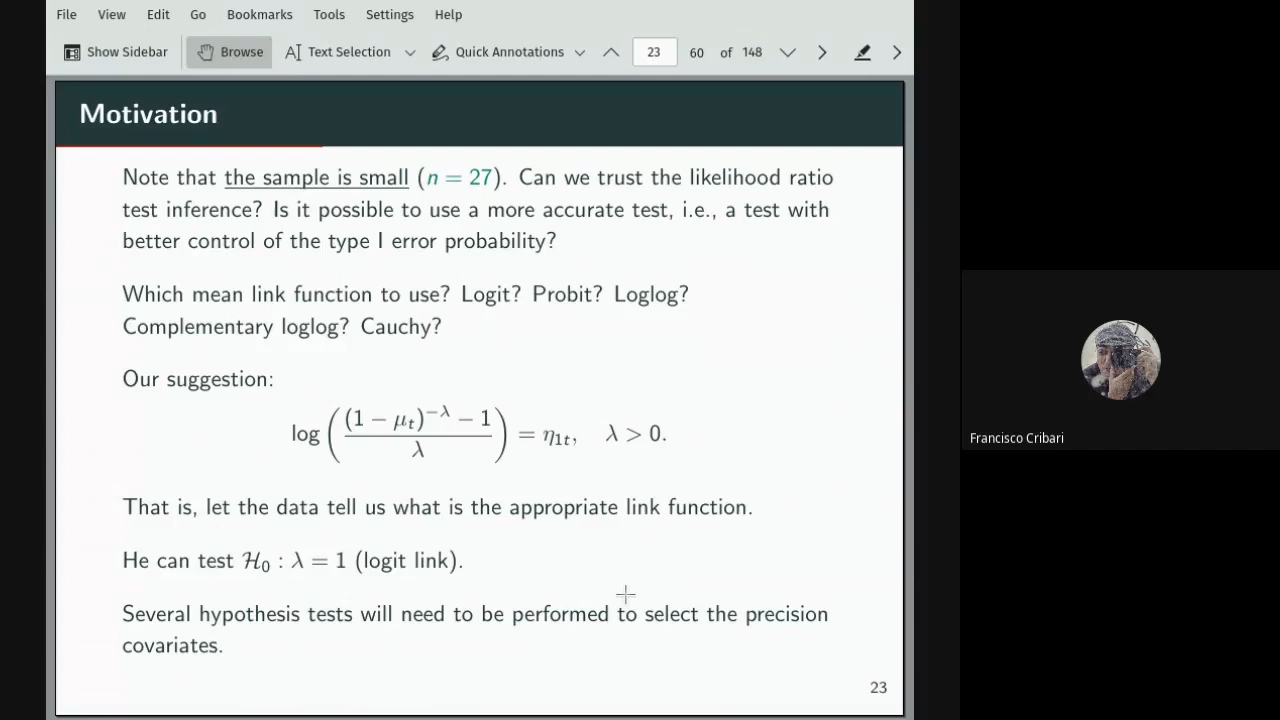 File View Edit Go Bookmarks Tools Settings Help
Show Sidebar Browse Text Selection Quick Annotations 23 60 of 148
Motivation
Note that the sample is small (n = 27). Can we trust the likelihood ratio
test inference? Is it possible to use a more accurate test, i.e., a test with
better control of the type I error probability?
Which mean link function to use? Logit? Probit? Loglog?
Complementary loglog? Cauchy?
Our suggestion:
log( ((1 − μₜ)^−λ − 1) / λ ) = η₁ₜ, λ > 0.
That is, let the data tell us what is the appropriate link function.
He can test ℋ₀ : λ = 1 (logit link).
Several hypothesis tests will need to be performed to select the precision
covariates.
23
Francisco Cribari